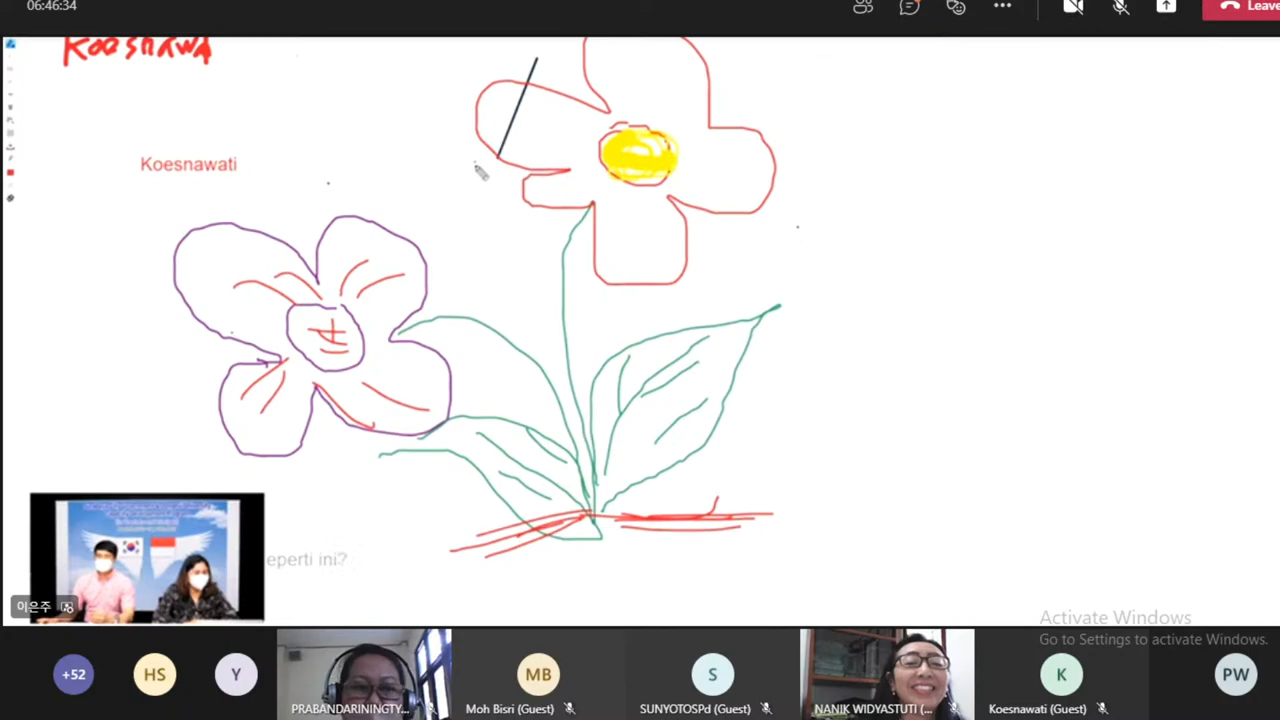 06:46:34
Leave
KOESNAWA
Koesnawati
eperti ini?
이은주
Activate Windows
Go to Settings to activate Windows.
+52
HS
Y
MB
S
K
PW
PRABANDARININGTY...
Moh Bisri (Guest)
SUNYOTOSPd (Guest)
NANIK WIDYASTUTI (...
Koesnawati (Guest)